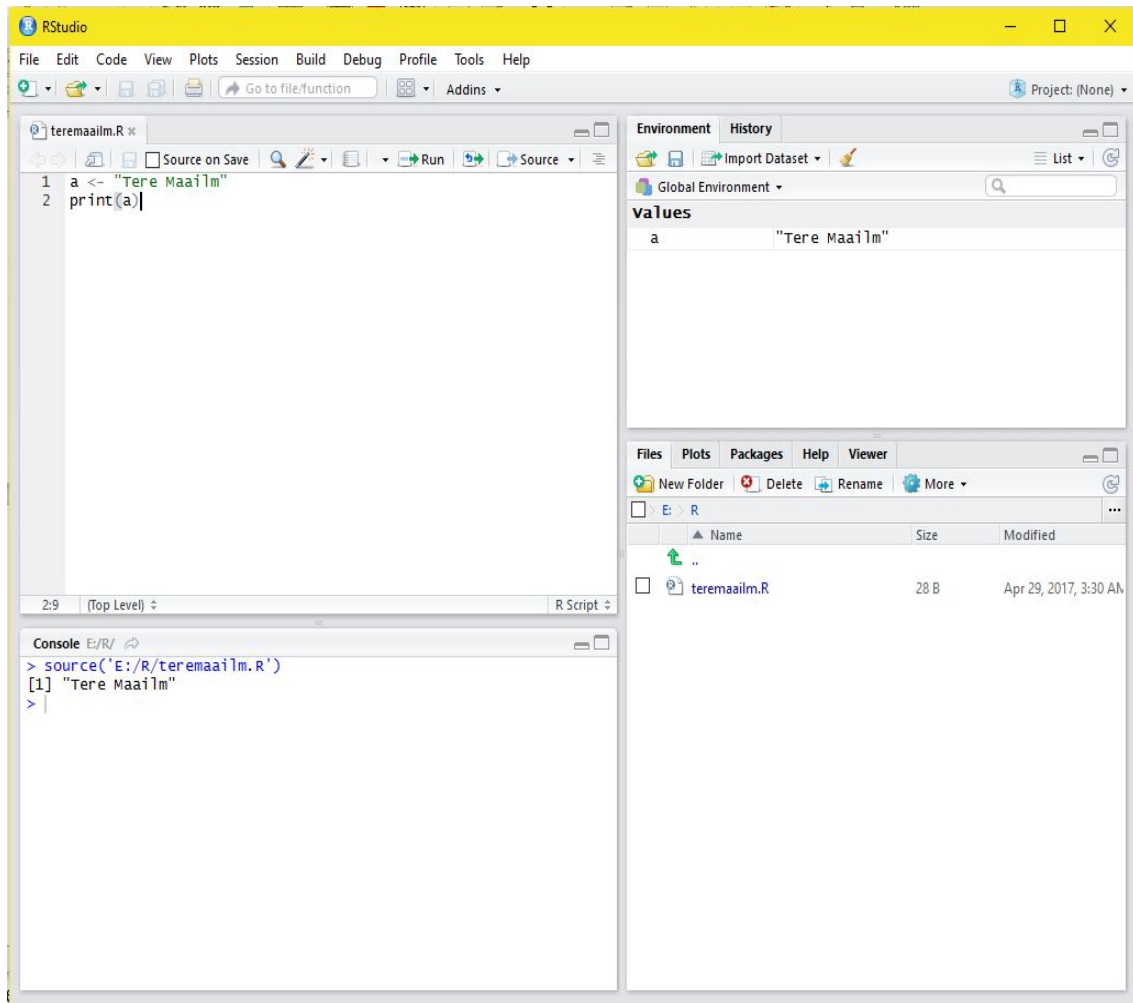 RStudio
File Edit Code View Plots Session Build Debug Profile Tools Help
Go to file/function Addins Project: (None)
teremaailm.R
Source on Save Run Source
1 a <- "Tere Maailm"
2 print(a)
2:9 (Top Level) R Script
Console E:/R/
> source('E:/R/teremaailm.R')
[1] "Tere Maailm"
>
Environment History
Import Dataset List
Global Environment
Values
a "Tere Maailm"
Files Plots Packages Help Viewer
New Folder Delete Rename More
E: R ...
Name Size Modified
..
teremaailm.R 28 B Apr 29, 2017, 3:30 AM